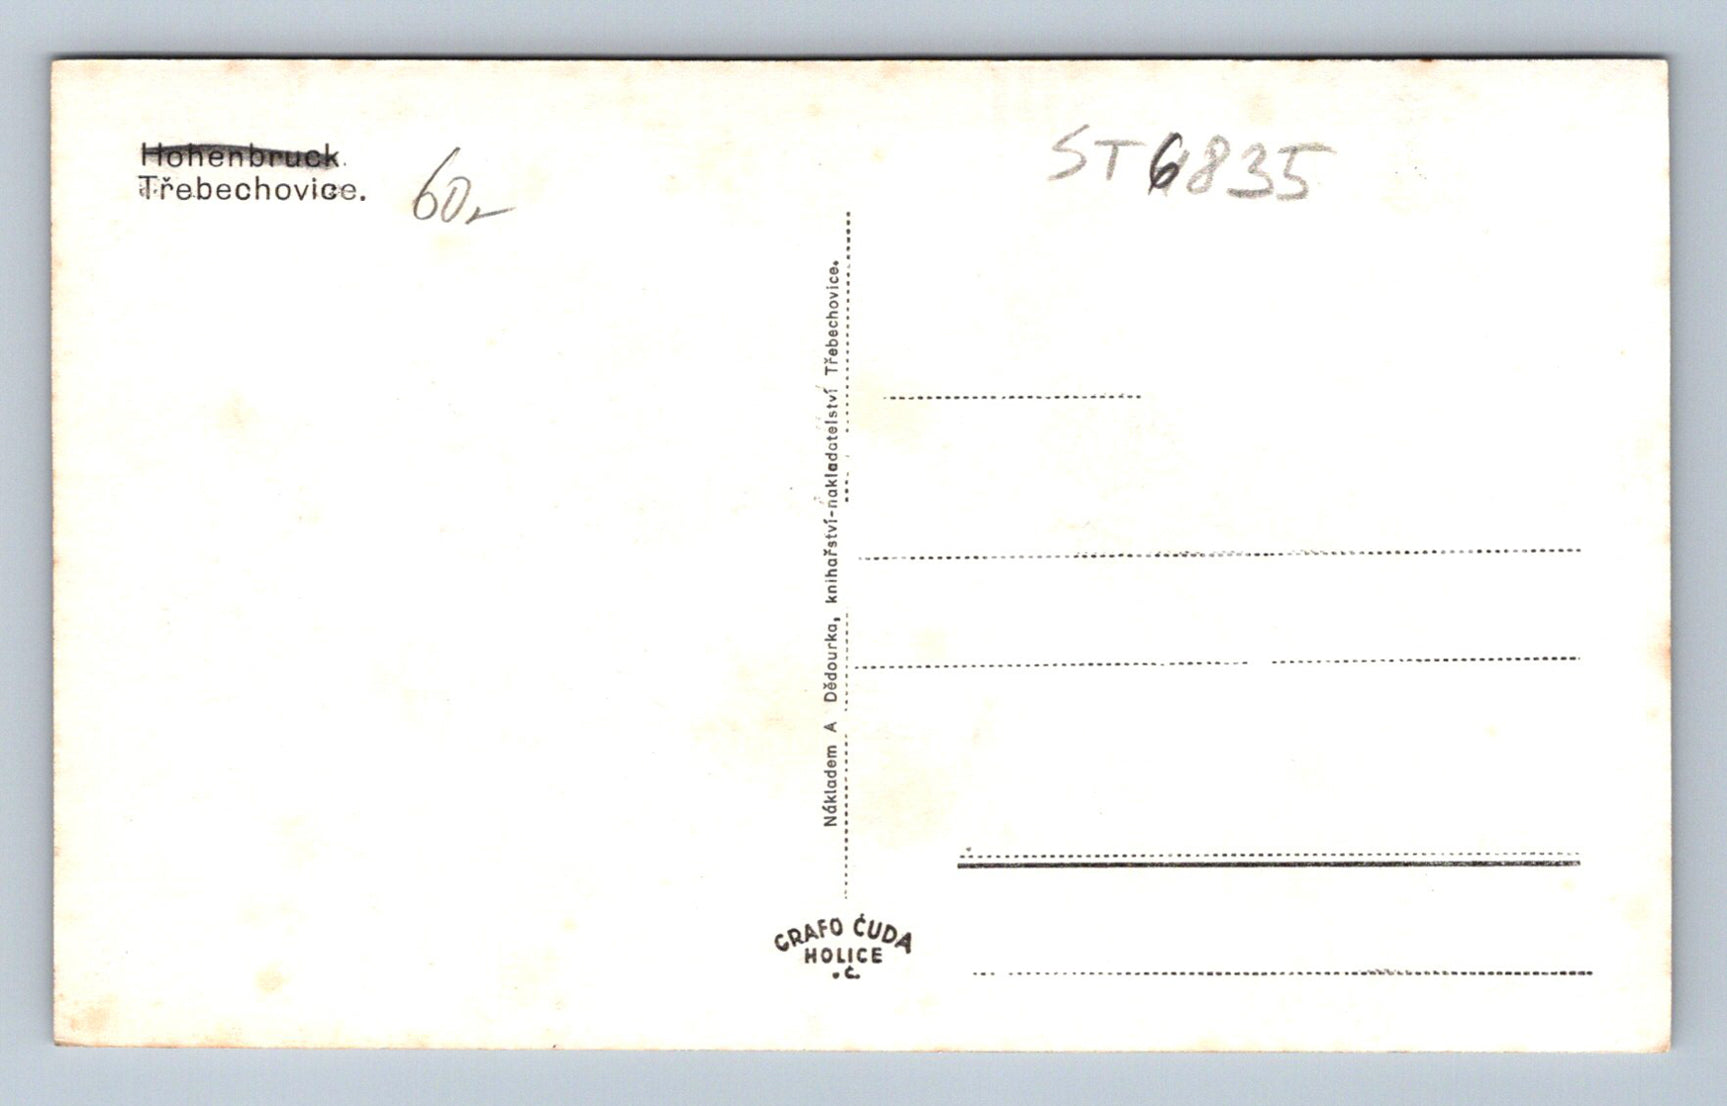 Hohenbruck.
Třebechovice.
60,-
ST6835
Nákladem A Dědourka, knihařství-nakladatelství Třebechovice.
GRAFO ČUDA
HOLICE
.č.